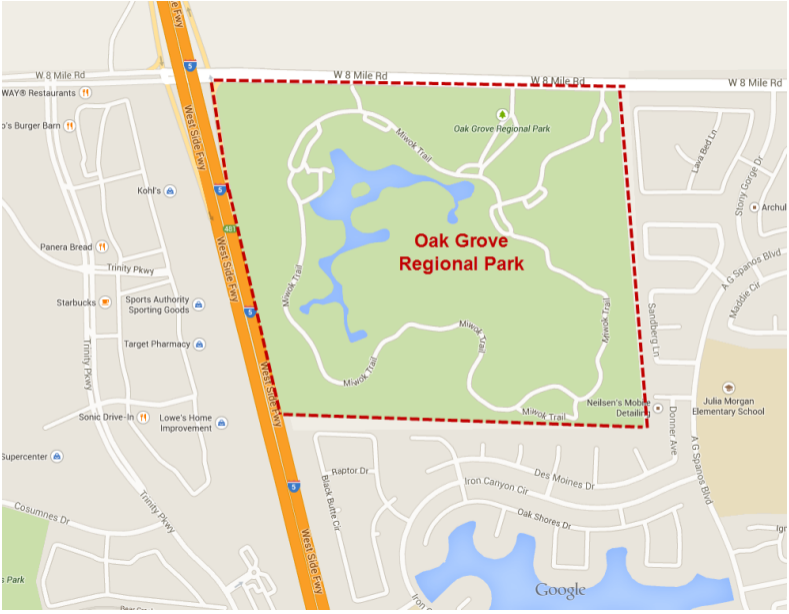 West Side Fwy
5
W 8 Mile Rd
W 8 Mile Rd
W 8 Mile Rd
W 8 Mile Rd
WAY® Restaurants
o's Burger Barn
West Side Fwy
Miwok Trail
Oak Grove Regional Park
Lava Bed Ln
Stony Gorge Dr
Kohl's
5
Archul
Panera Bread
Trinity Pkwy
West Side Fwy
Oak Grove
Regional Park
A G Spanos Blvd
Maddie Cir
Miwok Trail
Starbucks
Sports Authority
Sporting Goods
5
Miwok Trail
Miwok Trail
Sandberg Ln
Target Pharmacy
Trinity Pkwy
Miwok Trail
West Side Fwy
Julia Morgan
Elementary School
Neilsen's Mobile
Detailing
Miwok Trail
Donner Ave
Sonic Drive-In
Lowe's Home
Improvement
A G Spanos Blvd
Supercenter
Raptor Dr
Black Butte Cir
Des Moines Dr
Iron Canyon Cir
5
Trinity Pkwy
Cosumnes Dr
Oak Shores Dr
West Side Fwy
s Park
Google